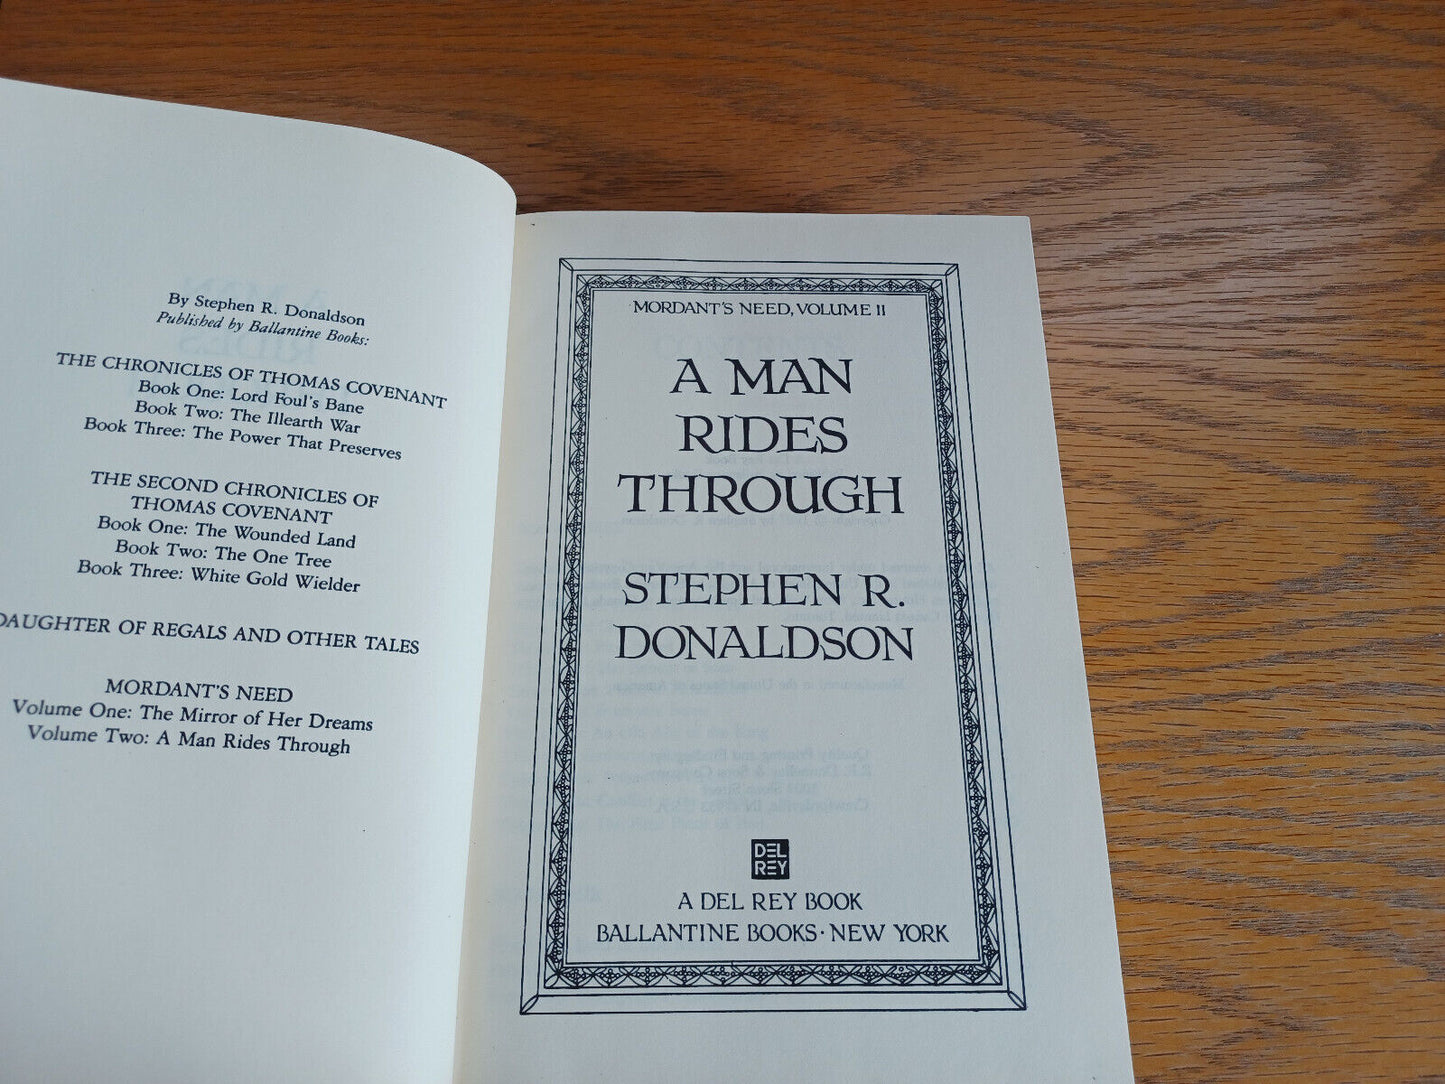 By Stephen R. Donaldson
Published by Ballantine Books:
THE CHRONICLES OF THOMAS COVENANT
Book One: Lord Foul's Bane
Book Two: The Illearth War
Book Three: The Power That Preserves
THE SECOND CHRONICLES OF
THOMAS COVENANT
Book One: The Wounded Land
Book Two: The One Tree
Book Three: White Gold Wielder
DAUGHTER OF REGALS AND OTHER TALES
MORDANT'S NEED
Volume One: The Mirror of Her Dreams
Volume Two: A Man Rides Through
MORDANT'S NEED, VOLUME II
A MAN
RIDES
THROUGH
STEPHEN R.
DONALDSON
DEL
REY
A DEL REY BOOK
BALLANTINE BOOKS · NEW YORK